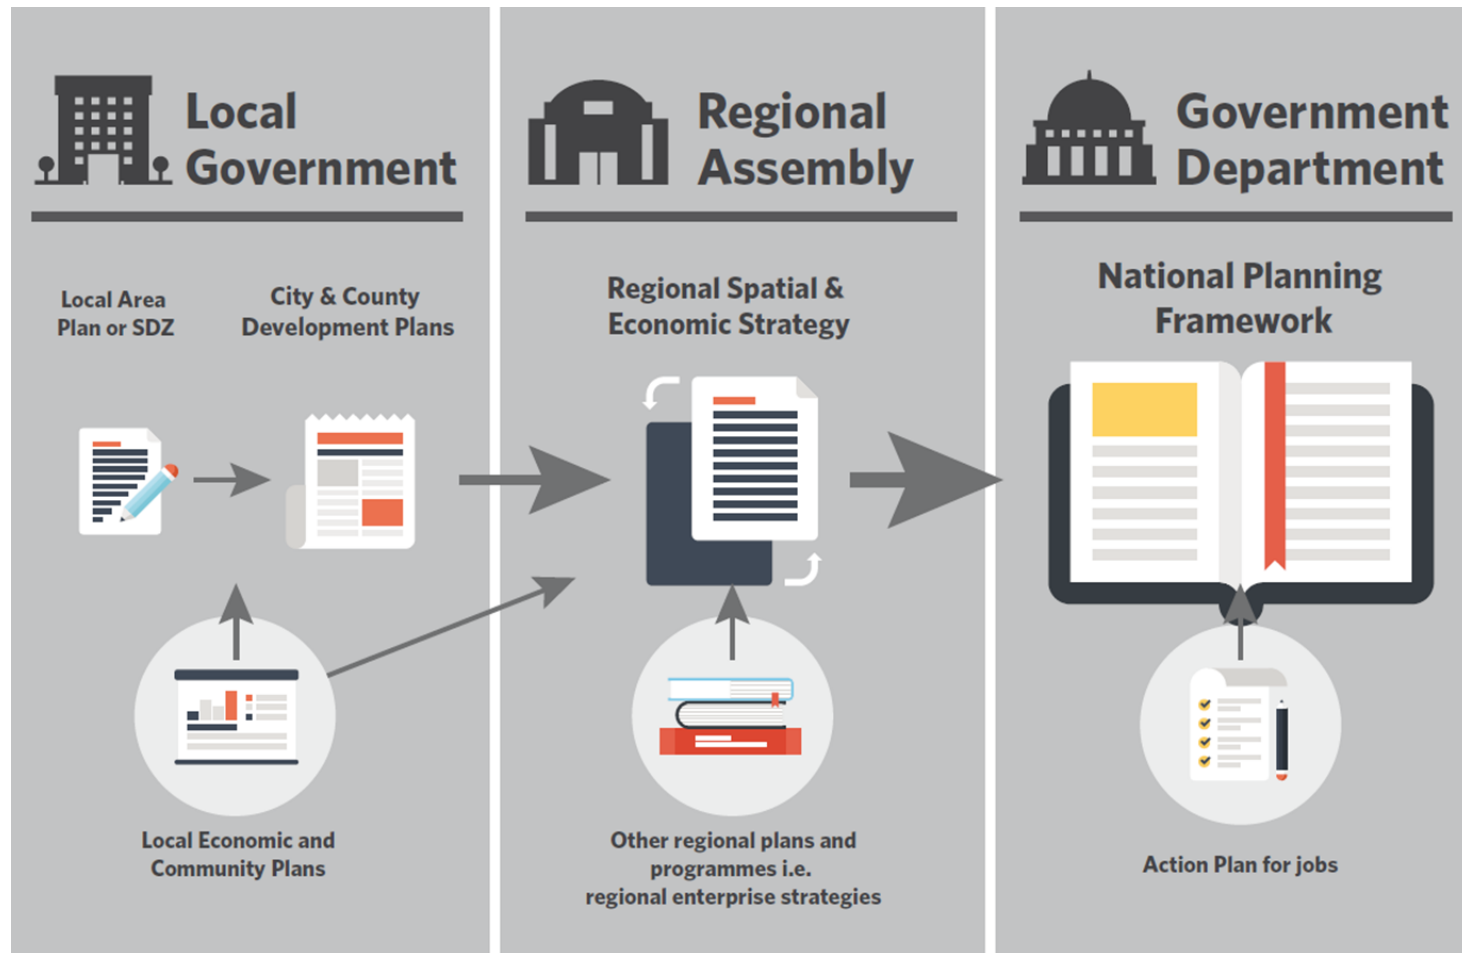 Local
Government
Local Area
Plan or SDZ
City & County
Development Plans
Local Economic and
Community Plans
Regional
Assembly
Regional Spatial &
Economic Strategy
Other regional plans and
programmes i.e.
regional enterprise strategies
Government
Department
National Planning
Framework
Action Plan for jobs